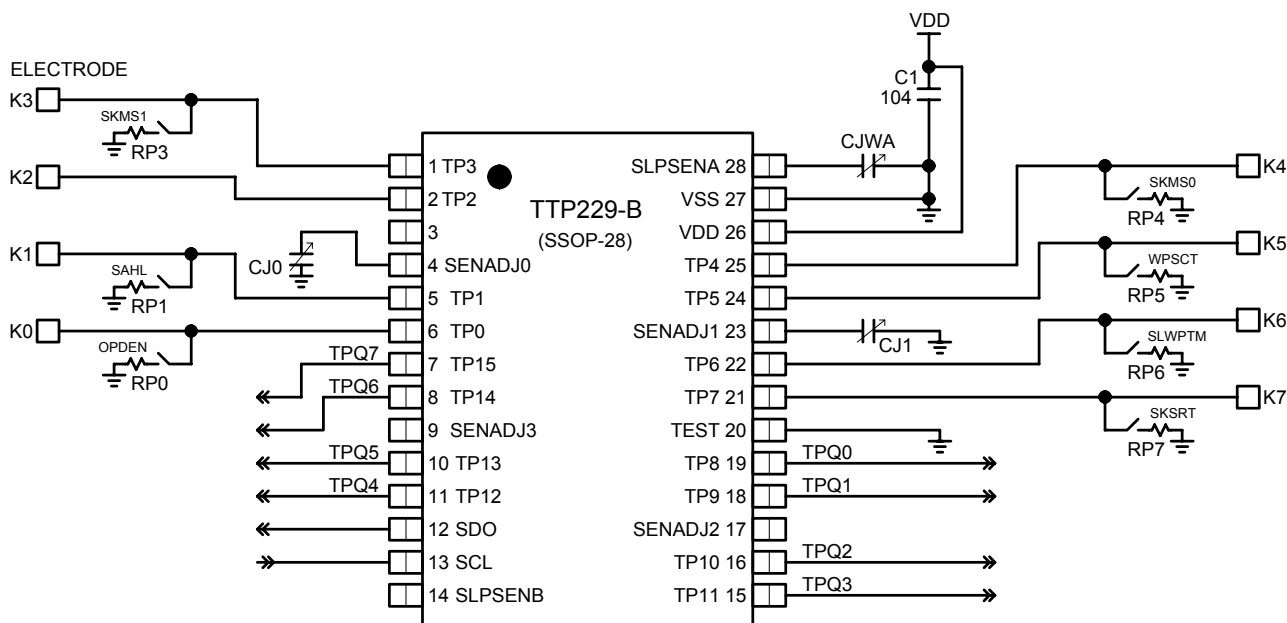 VDD
ELECTRODE
C1
104
K3
SKMS1
RP3
CJWA
1 TP3
SLPSENA 28
K4
K2
2 TP2
TTP229-B
(SSOP-28)
VSS 27
SKMS0
RP4
3
VDD 26
K1
CJ0
4 SENADJ0
TP4 25
K5
SAHL
RP1
5 TP1
TP5 24
WPSCT
RP5
K0
6 TP0
SENADJ1 23
CJ1
K6
OPDEN
RP0
TPQ7
7 TP15
TP6 22
SLWPTM
RP6
TPQ6
8 TP14
TP7 21
K7
9 SENADJ3
TEST 20
SKSRT
RP7
TPQ5
10 TP13
TP8 19
TPQ0
TPQ4
11 TP12
TP9 18
TPQ1
12 SDO
SENADJ2 17
13 SCL
TP10 16
TPQ2
14 SLPSENB
TP11 15
TPQ3